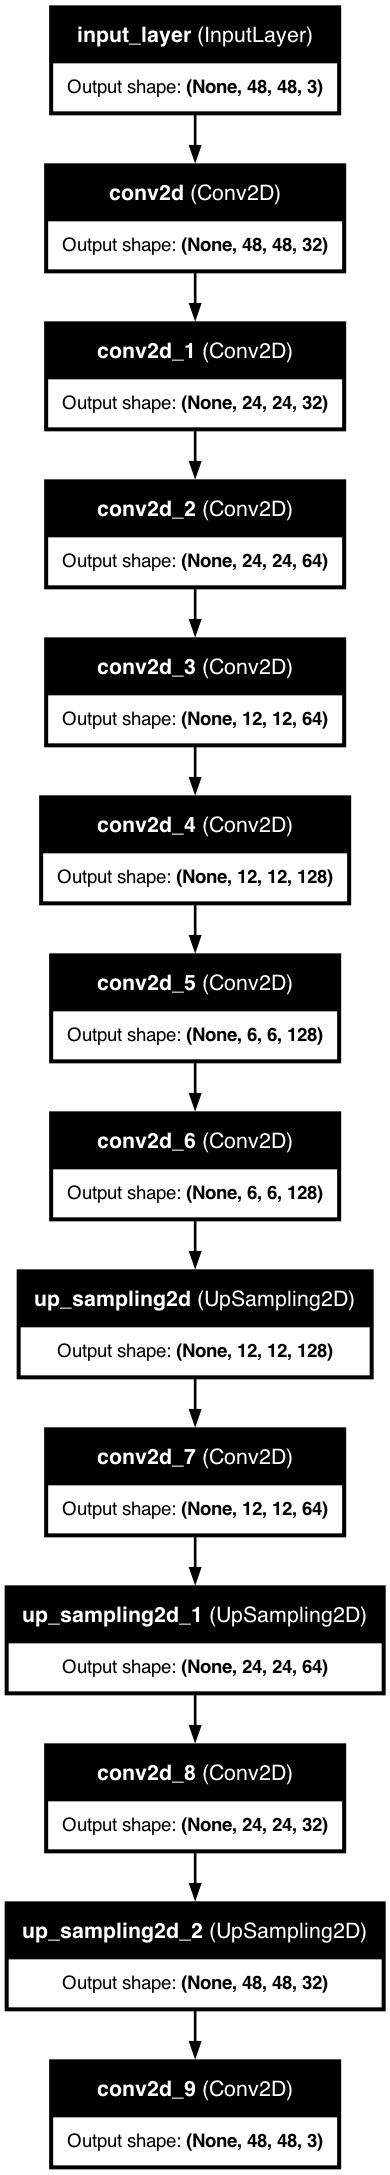 input_layer (InputLayer)
Output shape: (None, 48, 48, 3)
conv2d (Conv2D)
Output shape: (None, 48, 48, 32)
conv2d_1 (Conv2D)
Output shape: (None, 24, 24, 32)
conv2d_2 (Conv2D)
Output shape: (None, 24, 24, 64)
conv2d_3 (Conv2D)
Output shape: (None, 12, 12, 64)
conv2d_4 (Conv2D)
Output shape: (None, 12, 12, 128)
conv2d_5 (Conv2D)
Output shape: (None, 6, 6, 128)
conv2d_6 (Conv2D)
Output shape: (None, 6, 6, 128)
up_sampling2d (UpSampling2D)
Output shape: (None, 12, 12, 128)
conv2d_7 (Conv2D)
Output shape: (None, 12, 12, 64)
up_sampling2d_1 (UpSampling2D)
Output shape: (None, 24, 24, 64)
conv2d_8 (Conv2D)
Output shape: (None, 24, 24, 32)
up_sampling2d_2 (UpSampling2D)
Output shape: (None, 48, 48, 32)
conv2d_9 (Conv2D)
Output shape: (None, 48, 48, 3)